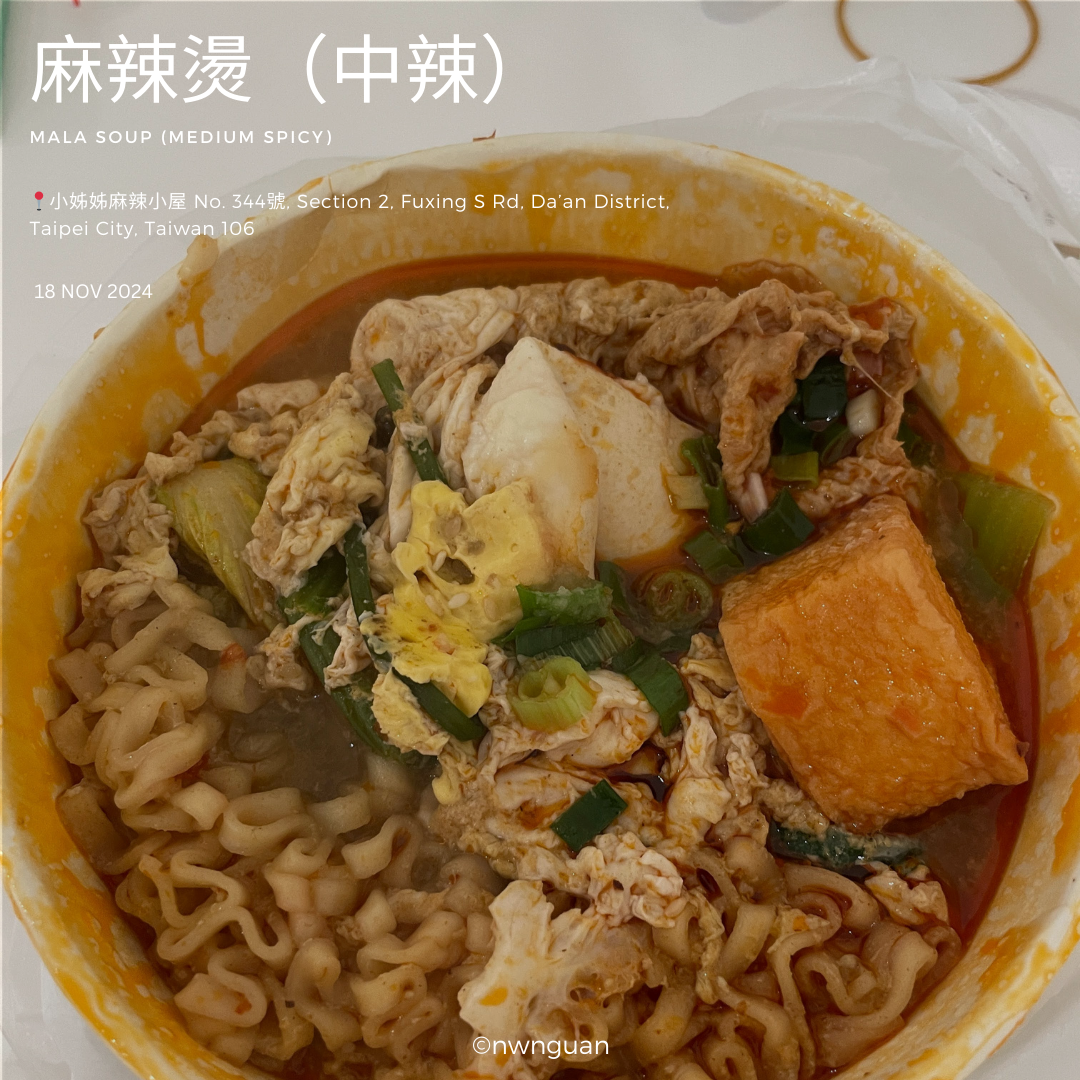 麻辣燙（中辣）
MALA SOUP (MEDIUM SPICY)
📍小姊姊麻辣小屋 No. 344號, Section 2, Fuxing S Rd, Da'an District,
Taipei City, Taiwan 106
18 NOV 2024
©nwnguan